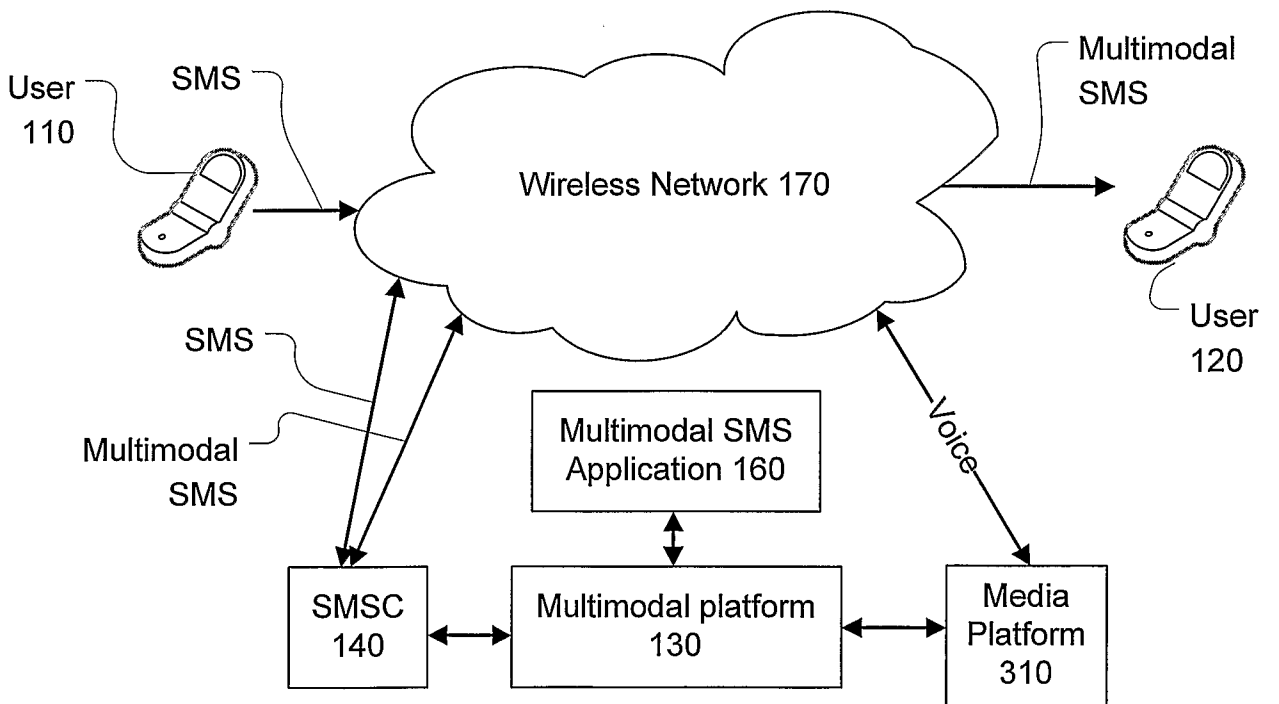 User
110
SMS
Wireless Network 170
Multimodal
SMS
User
120
SMS
Multimodal
SMS
Multimodal SMS
Application 160
Voice
SMSC
140
Multimodal platform
130
Media
Platform
310